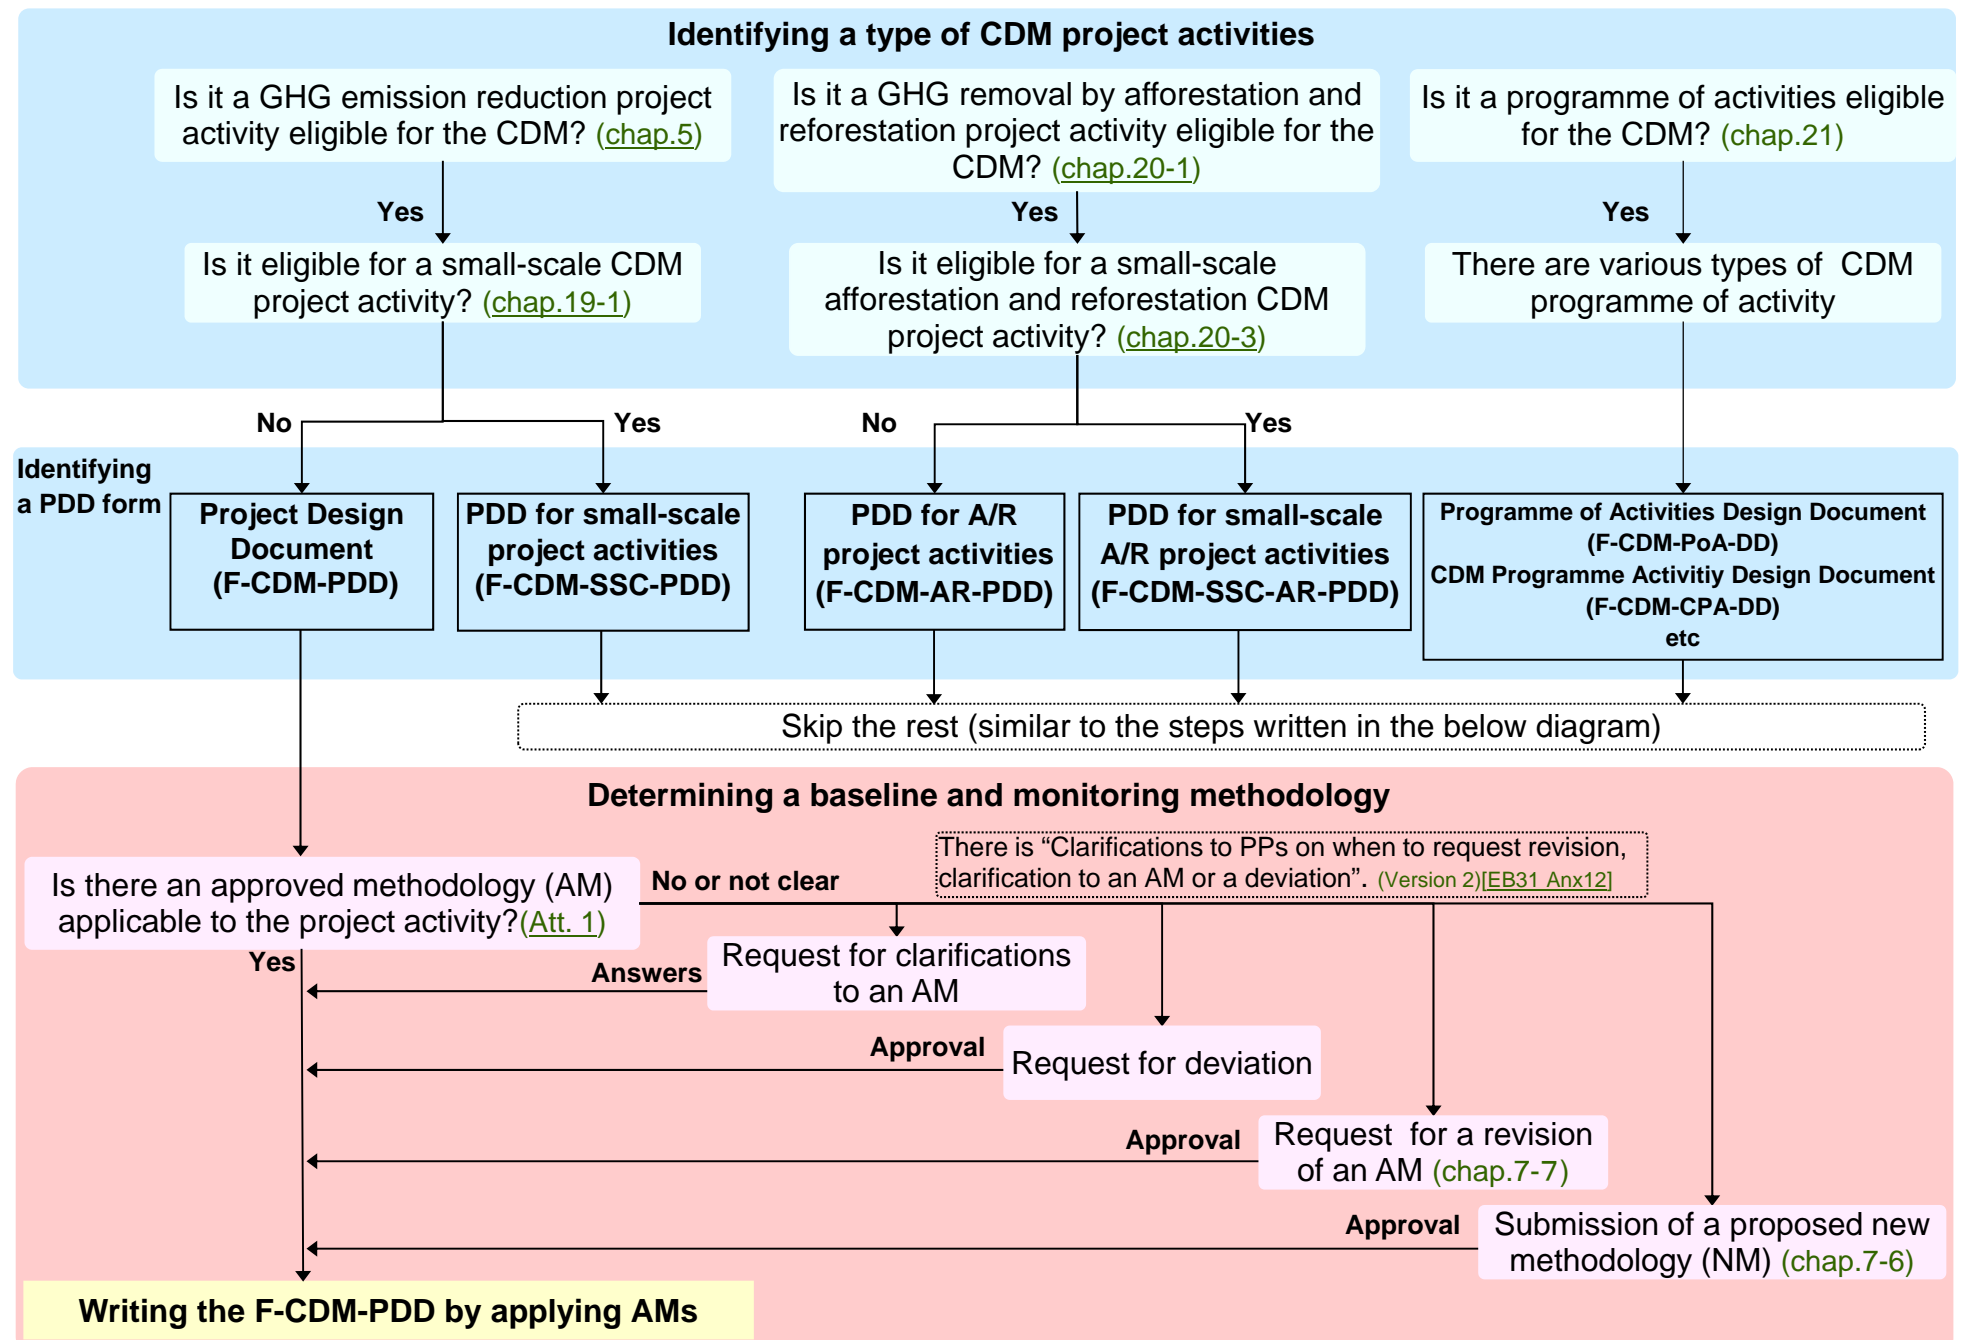 Identifying a type of CDM project activities
Is it a GHG emission reduction project
activity eligible for the CDM? (chap.5)
Is it a GHG removal by afforestation and
reforestation project activity eligible for the
CDM? (chap.20-1)
Is it a programme of activities eligible
for the CDM? (chap.21)
Yes
Yes
Yes
Is it eligible for a small-scale CDM
project activity? (chap.19-1)
Is it eligible for a small-scale
afforestation and reforestation CDM
project activity? (chap.20-3)
There are various types of CDM
programme of activity
No
Yes
No
Yes
Identifying
a PDD form
Project Design
Document
(F-CDM-PDD)
PDD for small-scale
project activities
(F-CDM-SSC-PDD)
PDD for A/R
project activities
(F-CDM-AR-PDD)
PDD for small-scale
A/R project activities
(F-CDM-SSC-AR-PDD)
Programme of Activities Design Document
(F-CDM-PoA-DD)
CDM Programme Activitiy Design Document
(F-CDM-CPA-DD)
etc
Skip the rest (similar to the steps written in the below diagram)
Determining a baseline and monitoring methodology
There is “Clarifications to PPs on when to request revision,
clarification to an AM or a deviation”. (Version 2)[EB31 Anx12]
Is there an approved methodology (AM)
applicable to the project activity?(Att. 1)
No or not clear
Yes
Answers
Request for clarifications
to an AM
Approval
Request for deviation
Approval
Request for a revision
of an AM (chap.7-7)
Approval
Submission of a proposed new
methodology (NM) (chap.7-6)
Writing the F-CDM-PDD by applying AMs